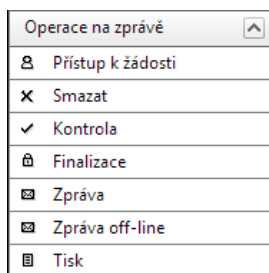 Operace na zprávě
Přístup k žádosti
Smazat
Kontrola
Finalizace
Zpráva
Zpráva off-line
Tisk